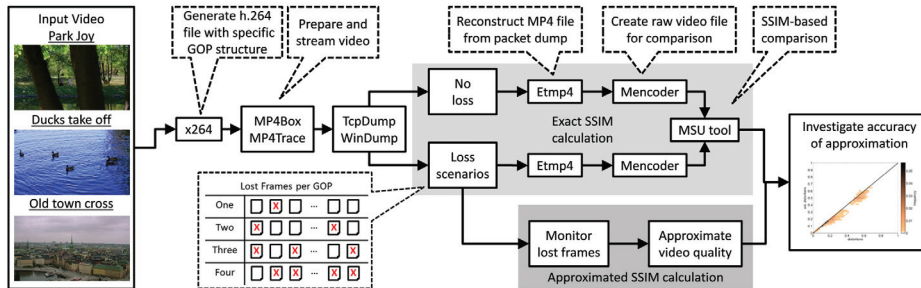 Input Video
Park Joy
Ducks take off
Old town cross
Generate h.264
file with specific
GOP structure
Prepare and
stream video
Reconstruct MP4 file
from packet dump
Create raw video file
for comparison
SSIM-based
comparison
x264
MP4Box
MP4Trace
TcpDump
WinDump
No
loss
Etmp4
Mencoder
Exact SSIM
calculation
MSU tool
Loss
scenarios
Etmp4
Mencoder
Lost Frames per GOP
One
X
...
Two
X
...
X
Three
X
X
...
X
Four
X
X
...
X
X
Monitor
lost frames
Approximate
video quality
Approximated SSIM calculation
Investigate accuracy
of approximation